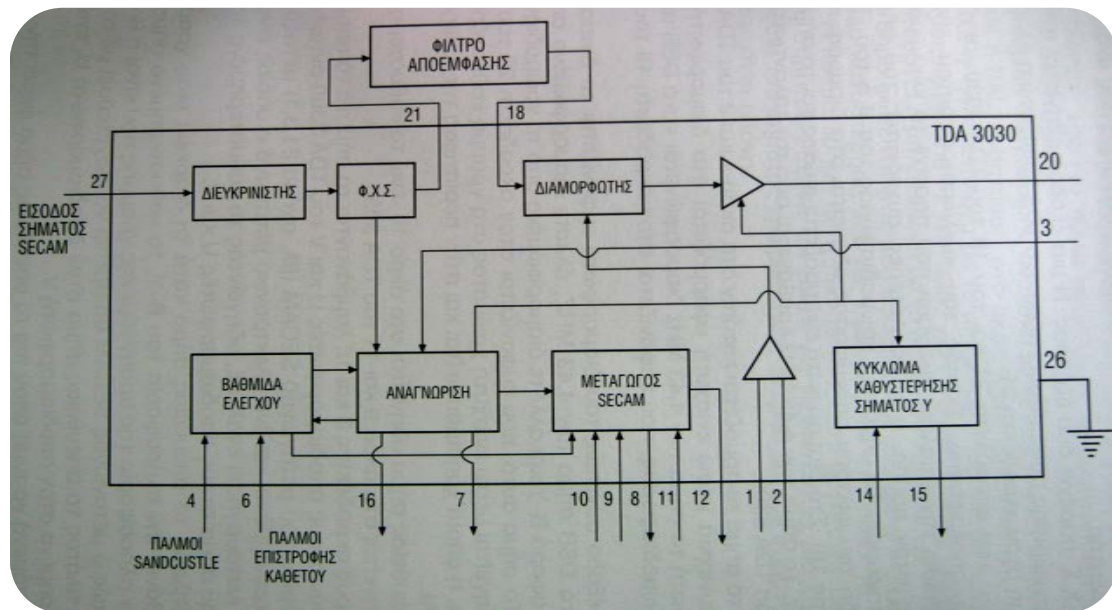 ΦΙΛΤΡΟ
ΑΠΟΕΜΦΑΣΗΣ
21
18
TDA 3030
27
ΔΙΕΥΚΡΙΝΙΣΤΗΣ
Φ.Χ.Σ.
ΔΙΑΜΟΡΦΩΤΗΣ
20
ΕΙΣΟΔΟΣ
ΣΗΜΑΤΟΣ
SECAM
3
ΒΑΘΜΙΔΑ
ΕΛΕΓΧΟΥ
ΑΝΑΓΝΩΡΙΣΗ
ΜΕΤΑΓΩΓΟΣ
SECAM
ΚΥΚΛΩΜΑ
ΚΑΘΥΣΤΕΡΗΣΗΣ
ΣΗΜΑΤΟΣ Υ
26
4
6
16
7
10
9
8
11
12
1
2
14
15
ΠΑΛΜΟΙ
SANDCUSTLE
ΠΑΛΜΟΙ
ΕΠΙΣΤΡΟΦΗΣ
ΚΑΘΕΤΟΥ